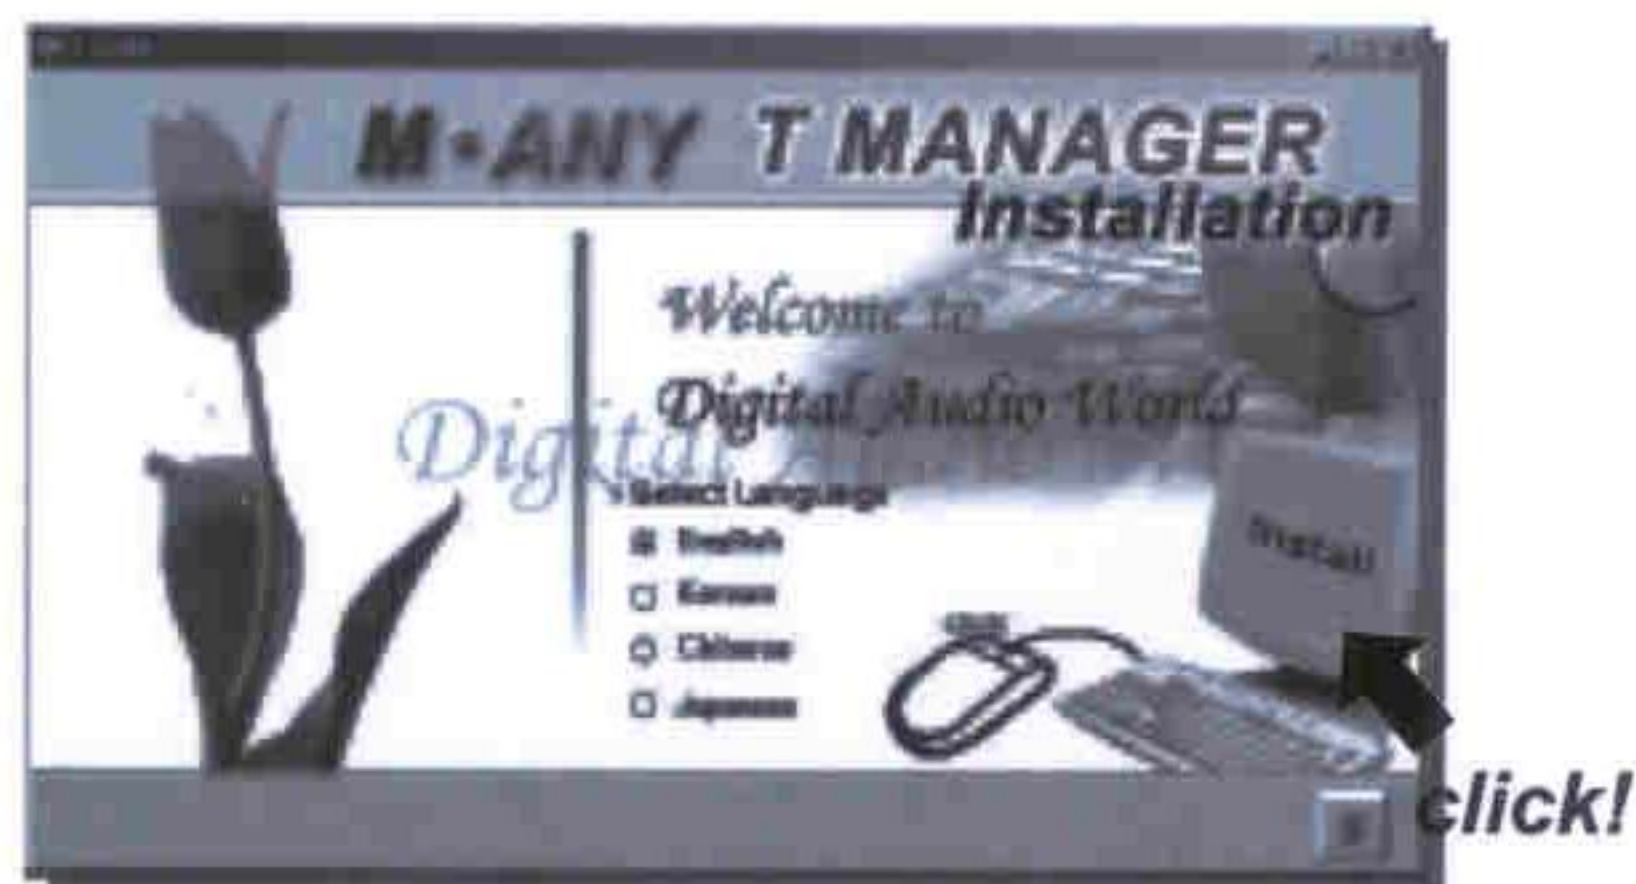 M•ANY T MANAGER
Installation
Welcome to
Digital Audio World
Digital
Select Language
English
Korean
Chinese
Japanese
Install
click!